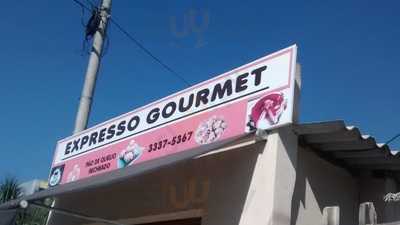 EXPRESSO GOURMET
3337-5367
PÃO DE QUEIJO
RECHEADO